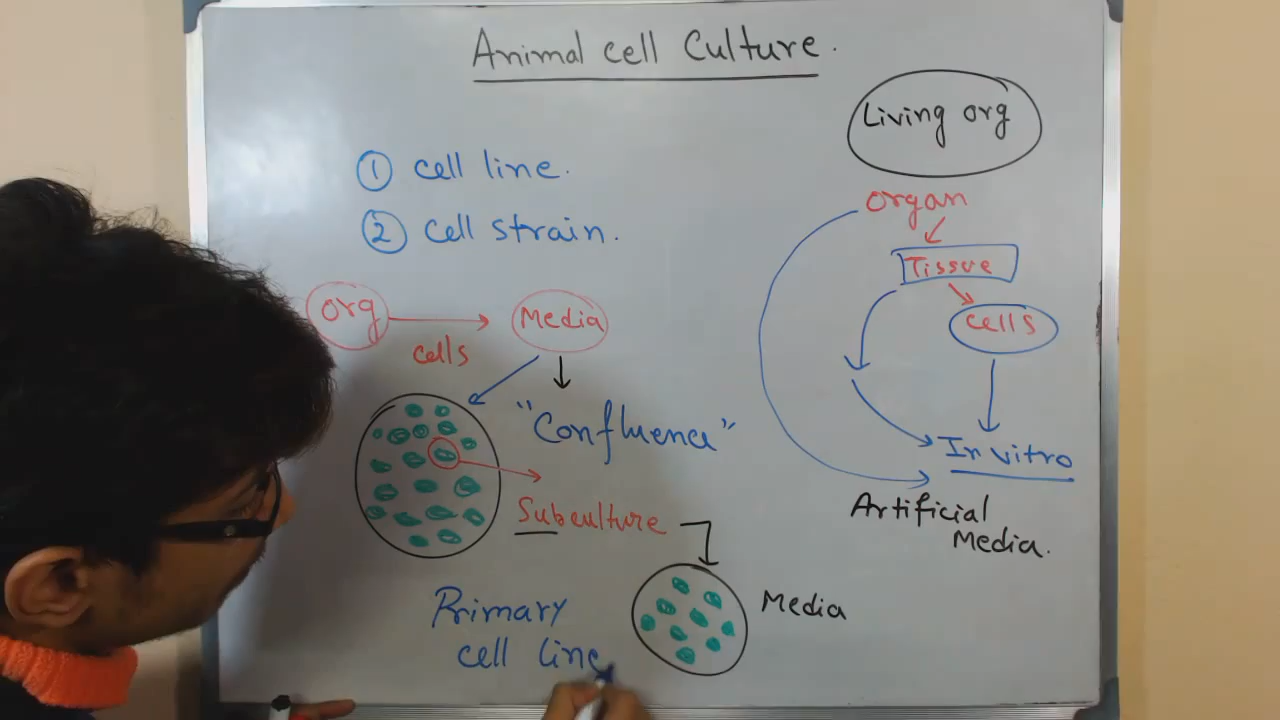 Animal cell Culture.
Living org
① cell line.
organ
② cell strain.
Tissue
org
Media
cells
cells
"Confluence"
In vitro
Artificial
Media.
Subculture
Primary
cell line
Media